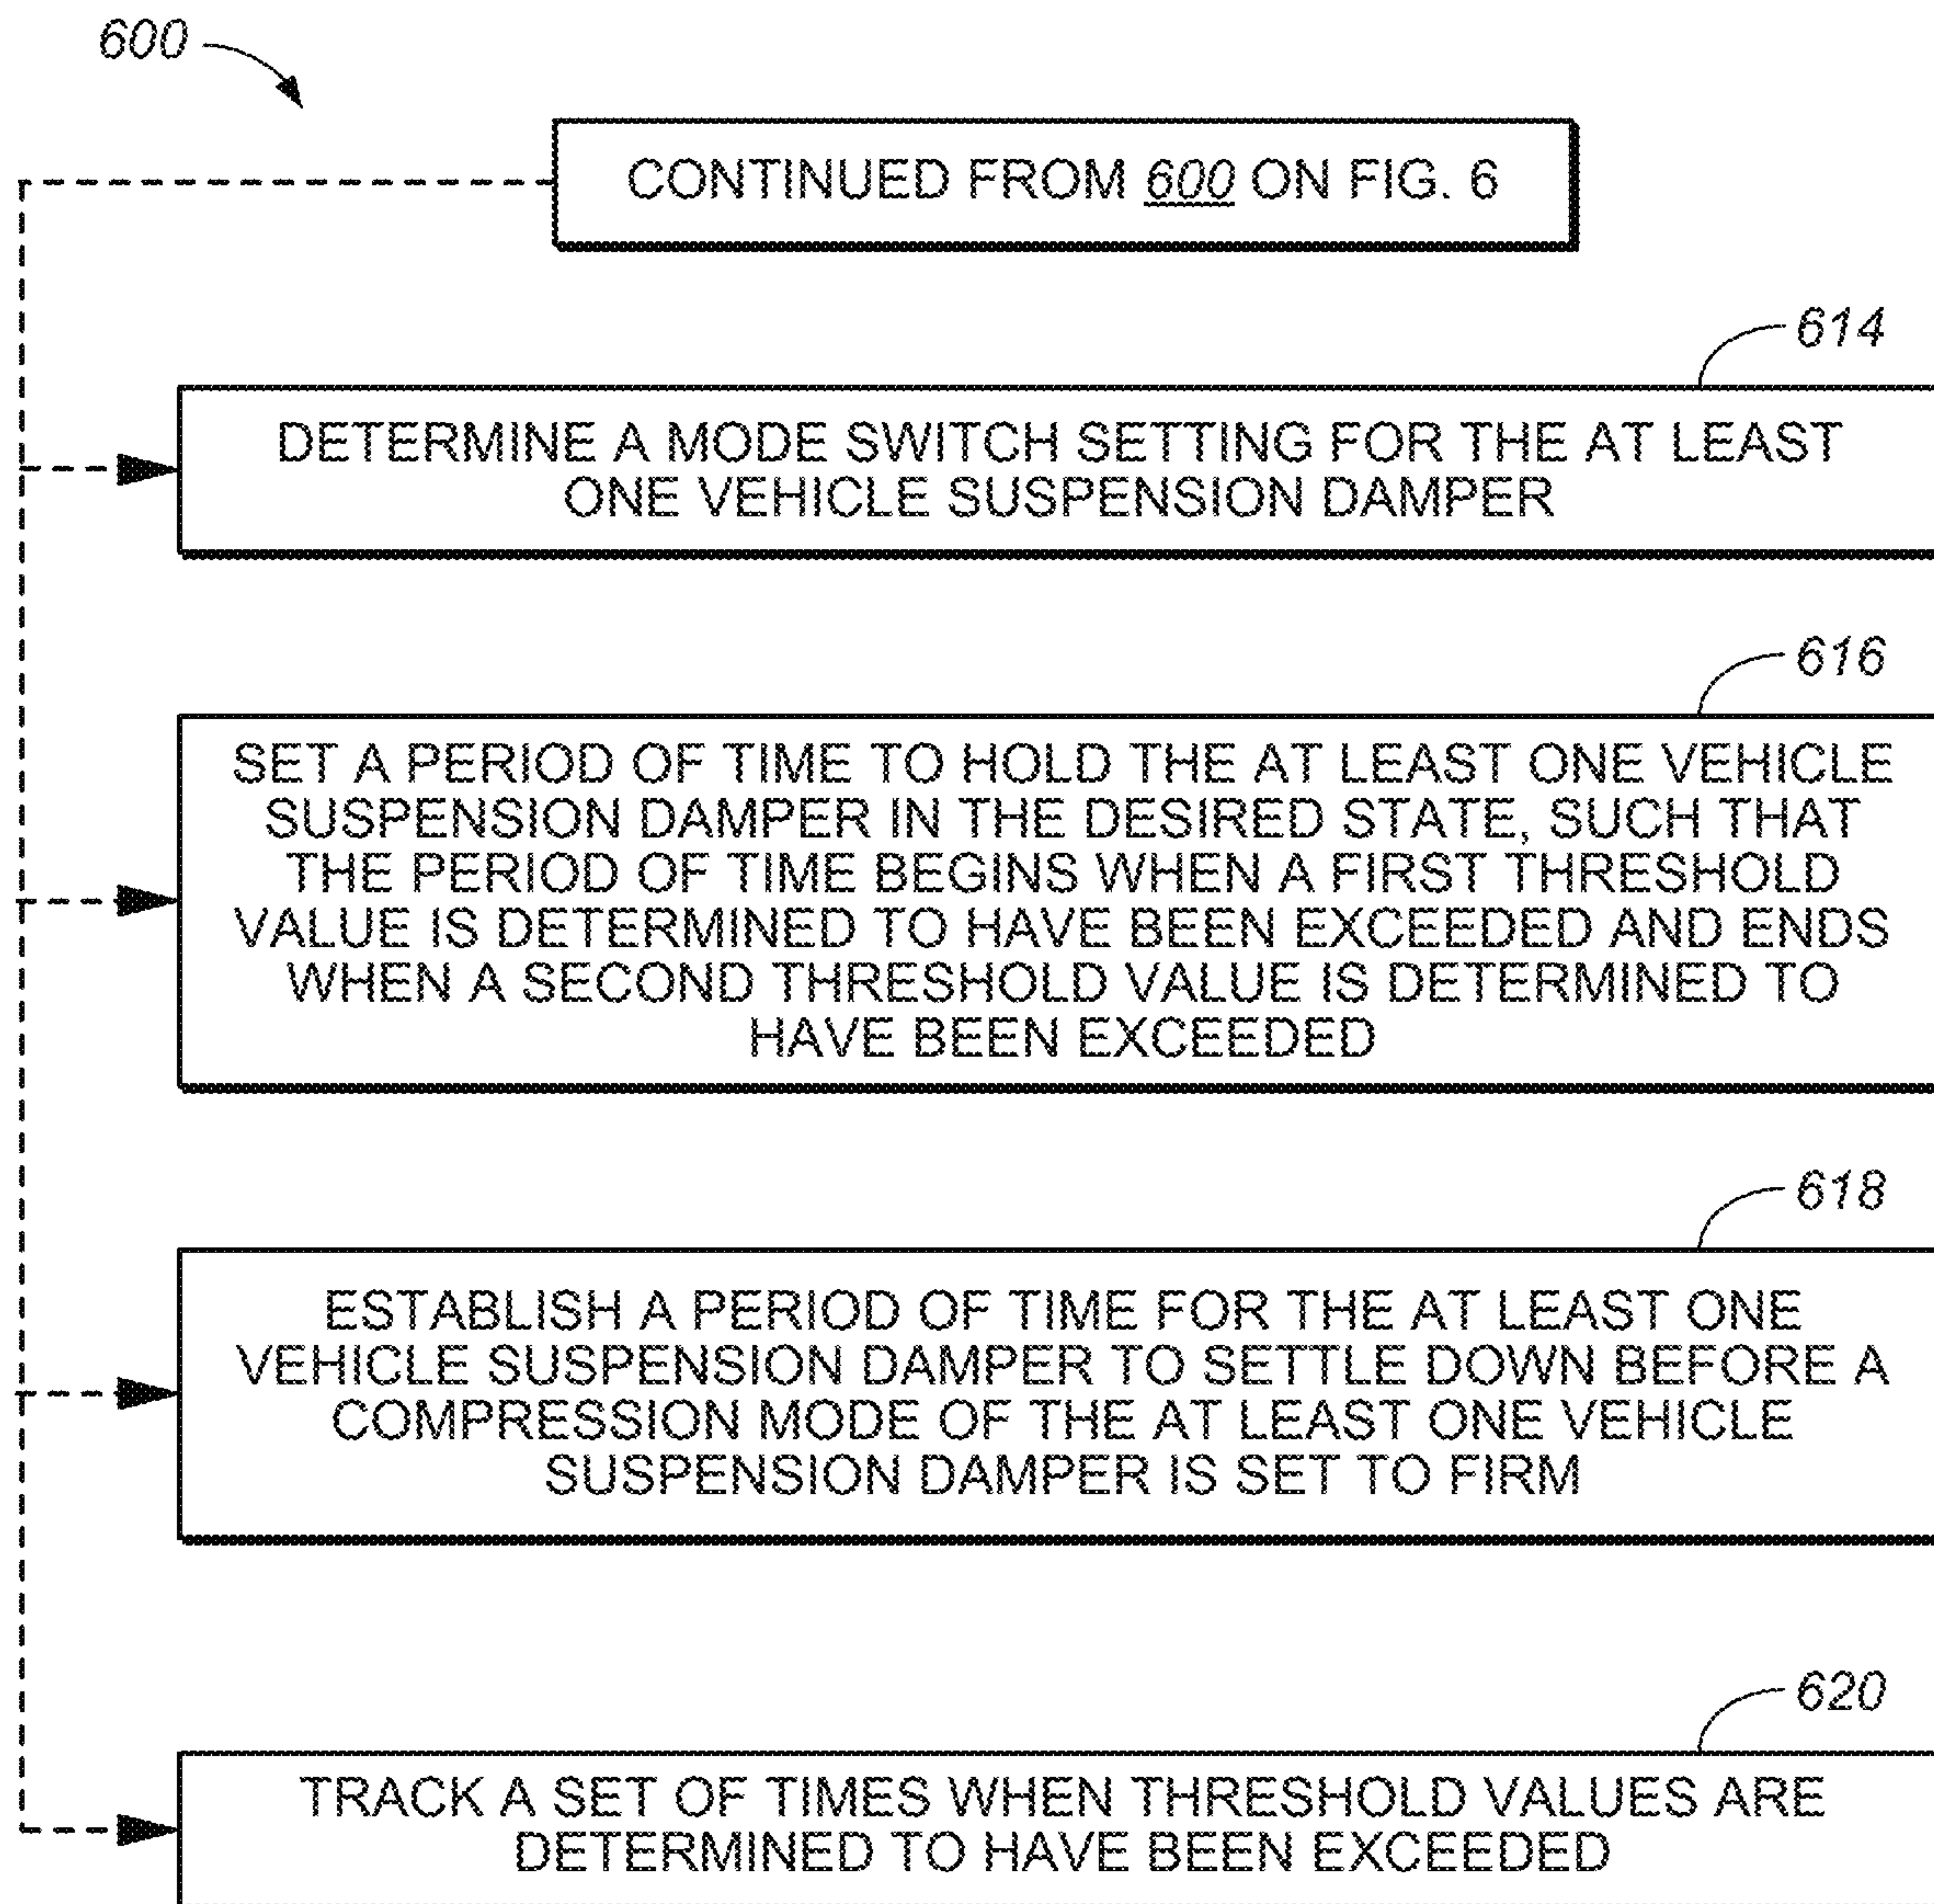 600
CONTINUED FROM 600 ON FIG. 6
614
DETERMINE A MODE SWITCH SETTING FOR THE AT LEAST
ONE VEHICLE SUSPENSION DAMPER
616
SET A PERIOD OF TIME TO HOLD THE AT LEAST ONE VEHICLE
SUSPENSION DAMPER IN THE DESIRED STATE, SUCH THAT
THE PERIOD OF TIME BEGINS WHEN A FIRST THRESHOLD
VALUE IS DETERMINED TO HAVE BEEN EXCEEDED AND ENDS
WHEN A SECOND THRESHOLD VALUE IS DETERMINED TO
HAVE BEEN EXCEEDED
618
ESTABLISH A PERIOD OF TIME FOR THE AT LEAST ONE
VEHICLE SUSPENSION DAMPER TO SETTLE DOWN BEFORE A
COMPRESSION MODE OF THE AT LEAST ONE VEHICLE
SUSPENSION DAMPER IS SET TO FIRM
620
TRACK A SET OF TIMES WHEN THRESHOLD VALUES ARE
DETERMINED TO HAVE BEEN EXCEEDED